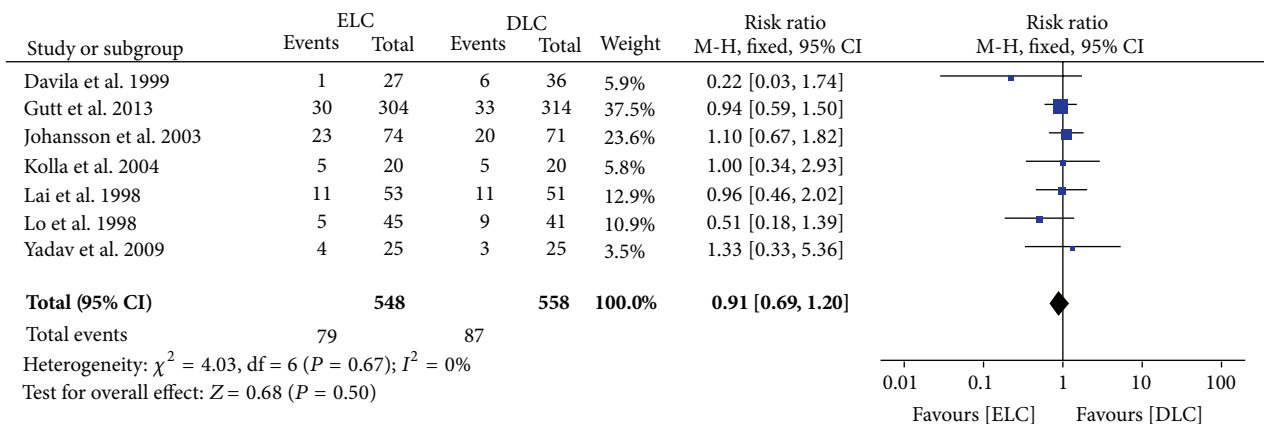 ELC DLC Risk ratio Risk ratio
Study or subgroup Events Total Events Total Weight M-H, fixed, 95% CI M-H, fixed, 95% CI
Davila et al. 1999 1 27 6 36 5.9% 0.22 [0.03, 1.74]
Gutt et al. 2013 30 304 33 314 37.5% 0.94 [0.59, 1.50]
Johansson et al. 2003 23 74 20 71 23.6% 1.10 [0.67, 1.82]
Kolla et al. 2004 5 20 5 20 5.8% 1.00 [0.34, 2.93]
Lai et al. 1998 11 53 11 51 12.9% 0.96 [0.46, 2.02]
Lo et al. 1998 5 45 9 41 10.9% 0.51 [0.18, 1.39]
Yadav et al. 2009 4 25 3 25 3.5% 1.33 [0.33, 5.36]
Total (95% CI) 548 558 100.0% 0.91 [0.69, 1.20]
Total events 79 87
Heterogeneity: χ² = 4.03, df = 6 (P = 0.67); I² = 0%
Test for overall effect: Z = 0.68 (P = 0.50)
0.01 0.1 1 10 100
Favours [ELC] Favours [DLC]